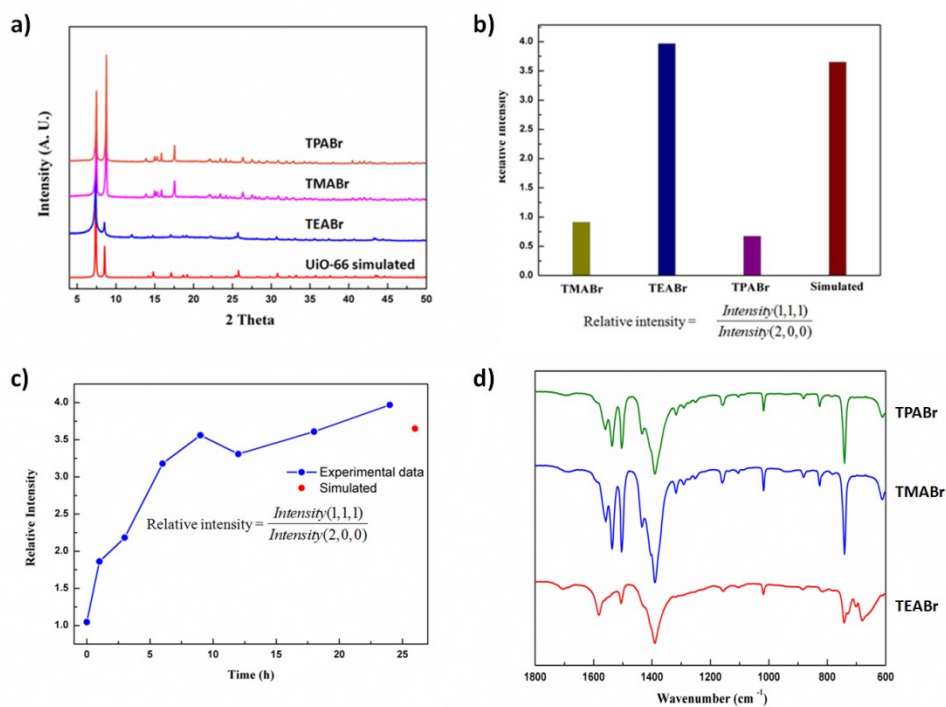 a)
Intensity (A. U.)
TPABr
TMABr
TEABr
UiO-66 simulated
5 10 15 20 25 30 35 40 45 50
2 Theta
b)
Relative Intensity
4.0
3.5
3.0
2.5
2.0
1.5
1.0
0.5
0.0
TMABr TEABr TPABr Simulated
Relative intensity = Intensity(1,1,1)
Intensity(2,0,0)
c)
Relative Intensity
4.0
3.5
3.0
2.5
2.0
1.5
1.0
Experimental data
Simulated
Relative intensity = Intensity(1,1,1)
Intensity(2,0,0)
0 5 10 15 20 25
Time (h)
d)
TPABr
TMABr
TEABr
1800 1600 1400 1200 1000 800 600
Wavenumber (cm⁻¹)